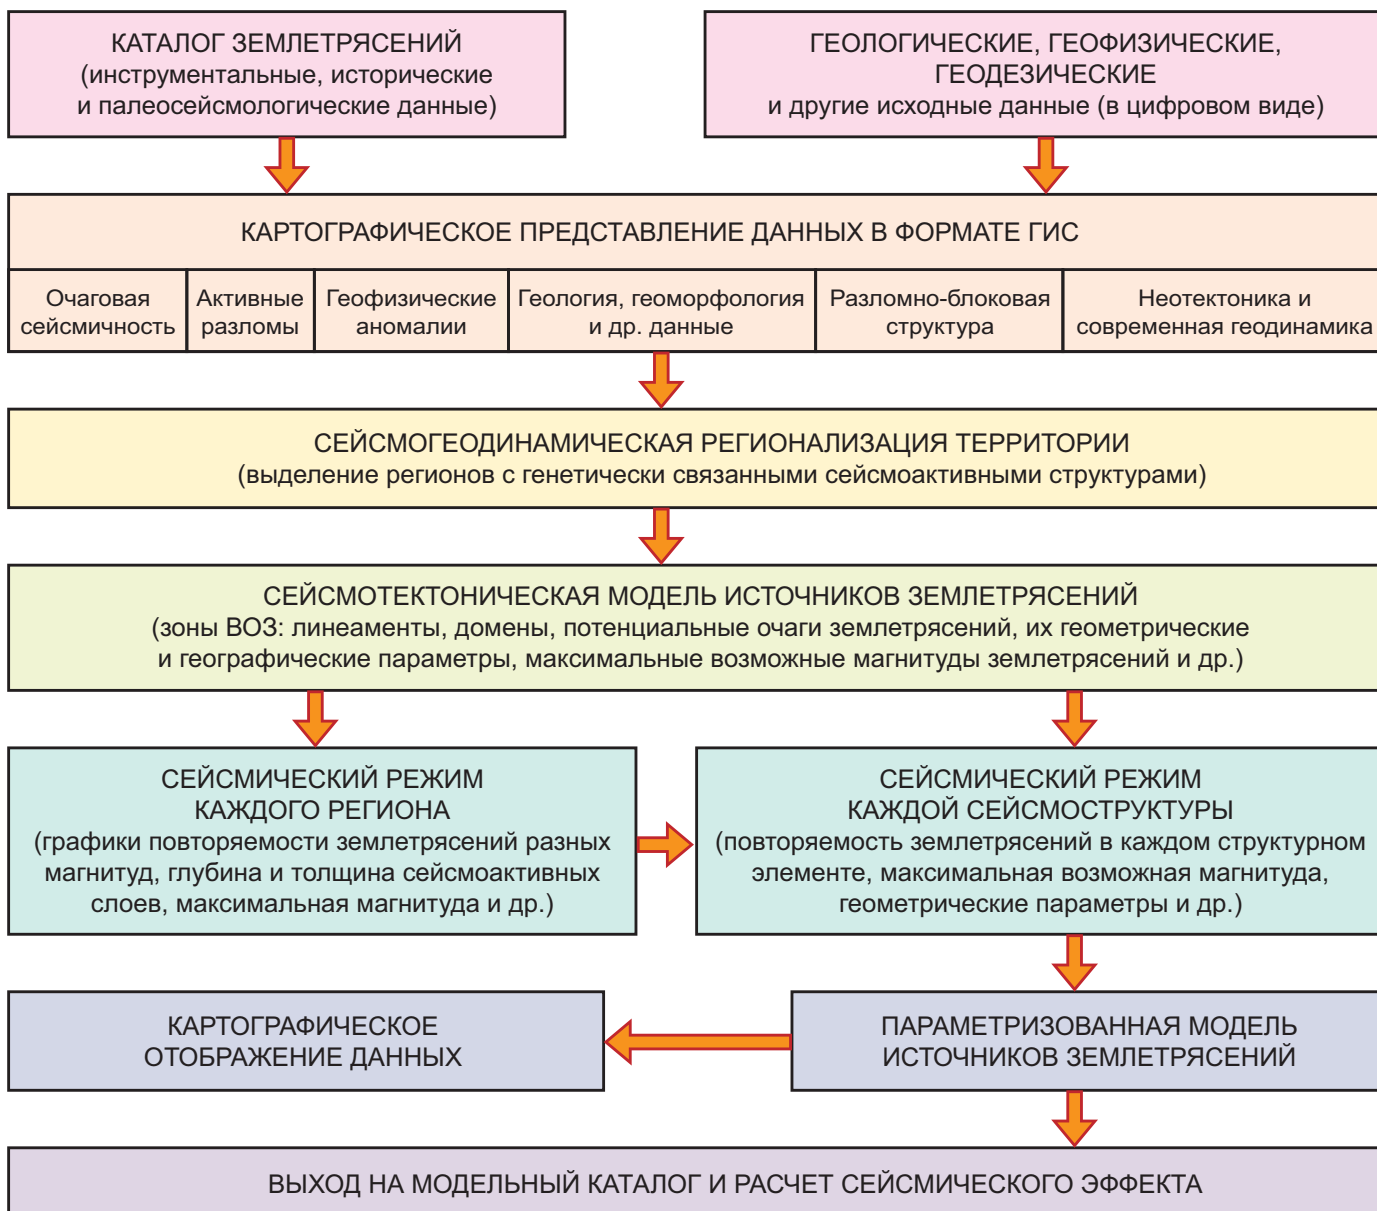 КАТАЛОГ ЗЕМЛЕТРЯСЕНИЙ
(инструментальные, исторические
и палеосейсмологические данные)
ГЕОЛОГИЧЕСКИЕ, ГЕОФИЗИЧЕСКИЕ,
ГЕОДЕЗИЧЕСКИЕ
и другие исходные данные (в цифровом виде)
КАРТОГРАФИЧЕСКОЕ ПРЕДСТАВЛЕНИЕ ДАННЫХ В ФОРМАТЕ ГИС
Очаговая
сейсмичность
Активные
разломы
Геофизические
аномалии
Геология, геоморфология
и др. данные
Разломно-блоковая
структура
Неотектоника и
современная геодинамика
СЕЙСМОГЕОДИНАМИЧЕСКАЯ РЕГИОНАЛИЗАЦИЯ ТЕРРИТОРИИ
(выделение регионов с генетически связанными сейсмоактивными структурами)
СЕЙСМОТЕКТОНИЧЕСКАЯ МОДЕЛЬ ИСТОЧНИКОВ ЗЕМЛЕТРЯСЕНИЙ
(зоны ВОЗ: линеаменты, домены, потенциальные очаги землетрясений, их геометрические
и географические параметры, максимальные возможные магнитуды землетрясений и др.)
СЕЙСМИЧЕСКИЙ РЕЖИМ
КАЖДОГО РЕГИОНА
(графики повторяемости землетрясений разных
магнитуд, глубина и толщина сейсмоактивных
слоев, максимальная магнитуда и др.)
СЕЙСМИЧЕСКИЙ РЕЖИМ
КАЖДОЙ СЕЙСМОСТРУКТУРЫ
(повторяемость землетрясений в каждом структурном
элементе, максимальная возможная магнитуда,
геометрические параметры и др.)
КАРТОГРАФИЧЕСКОЕ
ОТОБРАЖЕНИЕ ДАННЫХ
ПАРАМЕТРИЗОВАННАЯ МОДЕЛЬ
ИСТОЧНИКОВ ЗЕМЛЕТРЯСЕНИЙ
ВЫХОД НА МОДЕЛЬНЫЙ КАТАЛОГ И РАСЧЕТ СЕЙСМИЧЕСКОГО ЭФФЕКТА